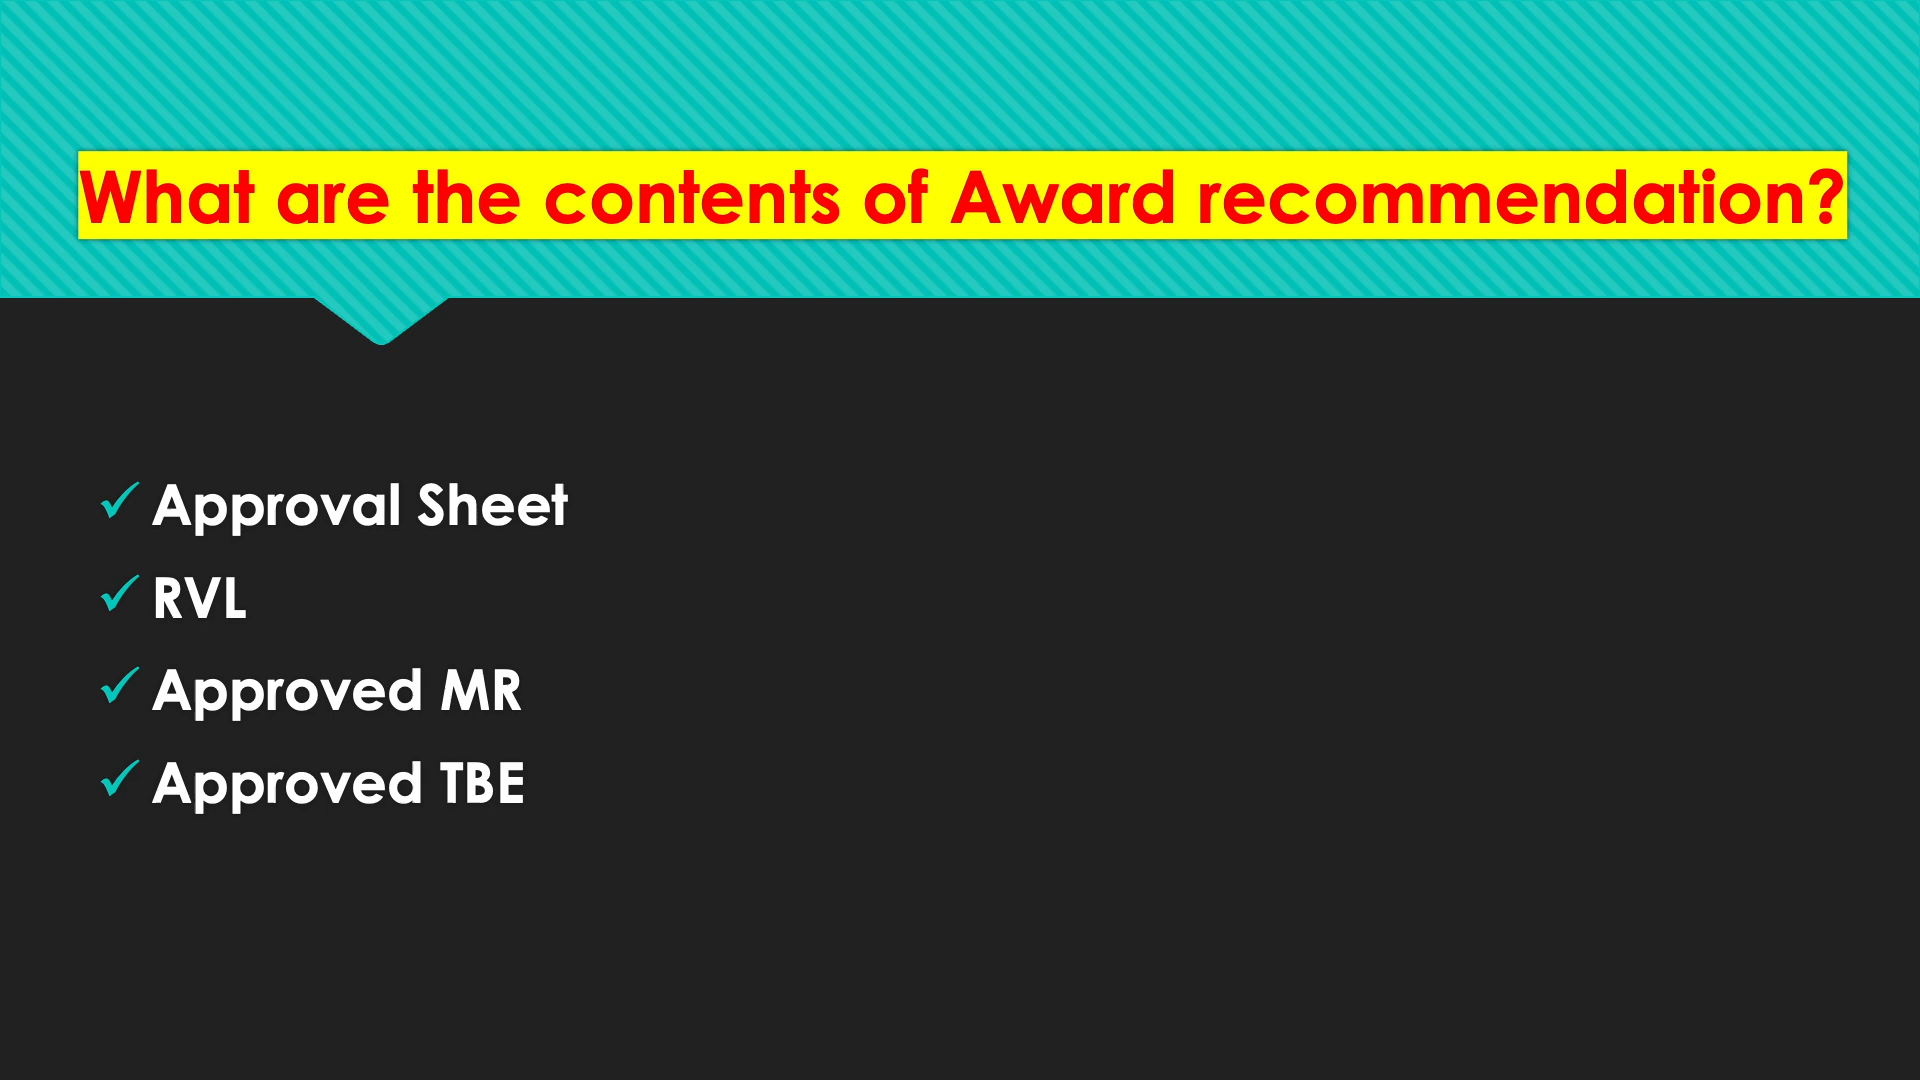 What are the contents of Award recommendation?
✓ Approval Sheet
✓ RVL
✓ Approved MR
✓ Approved TBE